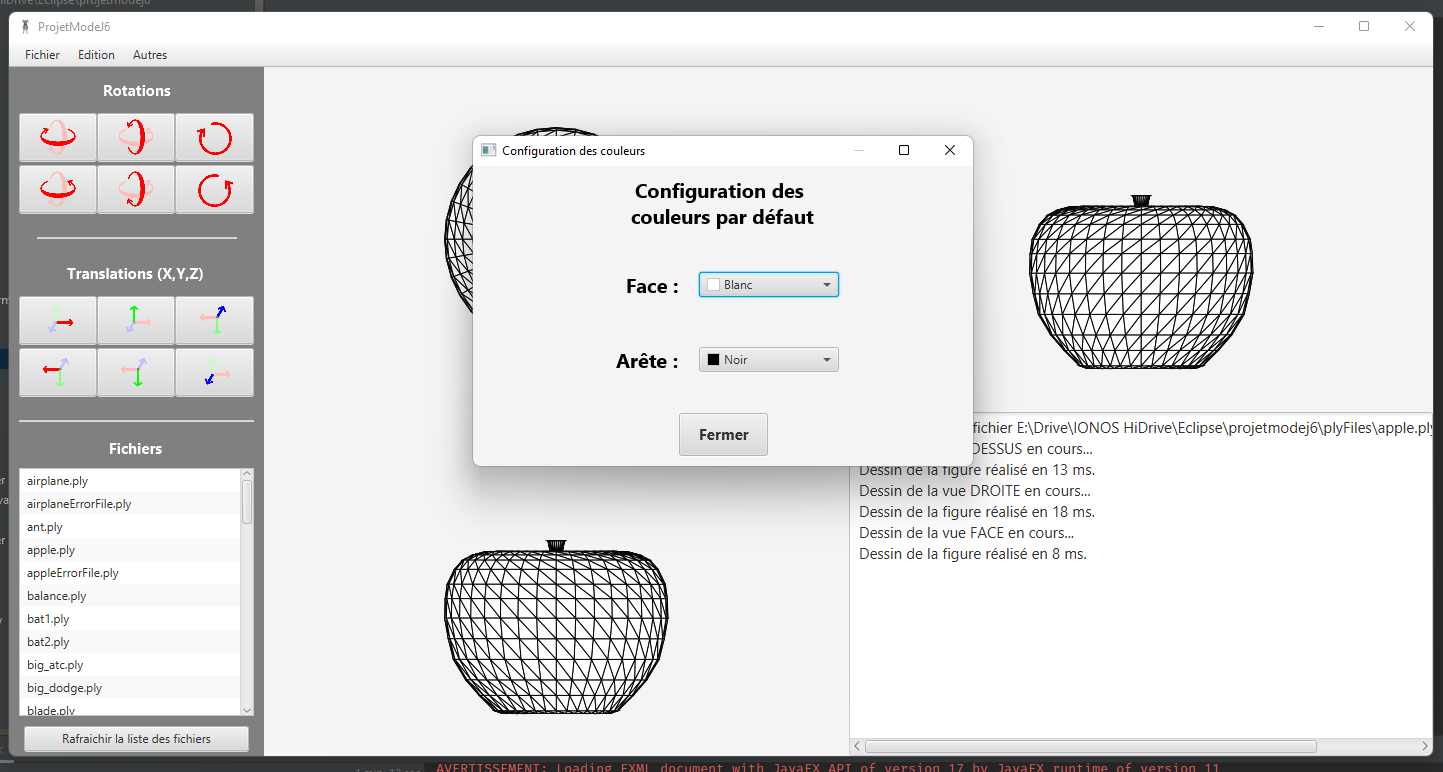 ProjetModeJ6
Fichier Edition Autres
Rotations
Translations (X,Y,Z)
Fichiers
airplane.ply
airplaneErrorFile.ply
ant.ply
apple.ply
appleErrorFile.ply
balance.ply
bat1.ply
bat2.ply
big_atc.ply
big_dodge.ply
blade.ply
Rafraichir la liste des fichiers
Configuration des couleurs
Configuration des
couleurs par défaut
Face : Blanc
Arête : Noir
Fermer
fichier E:\Drive\IONOS HiDrive\Eclipse\projetmodej6\plyFiles\apple.ply
DESSUS en cours...
Dessin de la figure réalisé en 13 ms.
Dessin de la vue DROITE en cours...
Dessin de la figure réalisé en 18 ms.
Dessin de la vue FACE en cours...
Dessin de la figure réalisé en 8 ms.
AVERTISSEMENT: Loading FXML document with JavaFX API of version 17 by JavaFX runtime of version 11